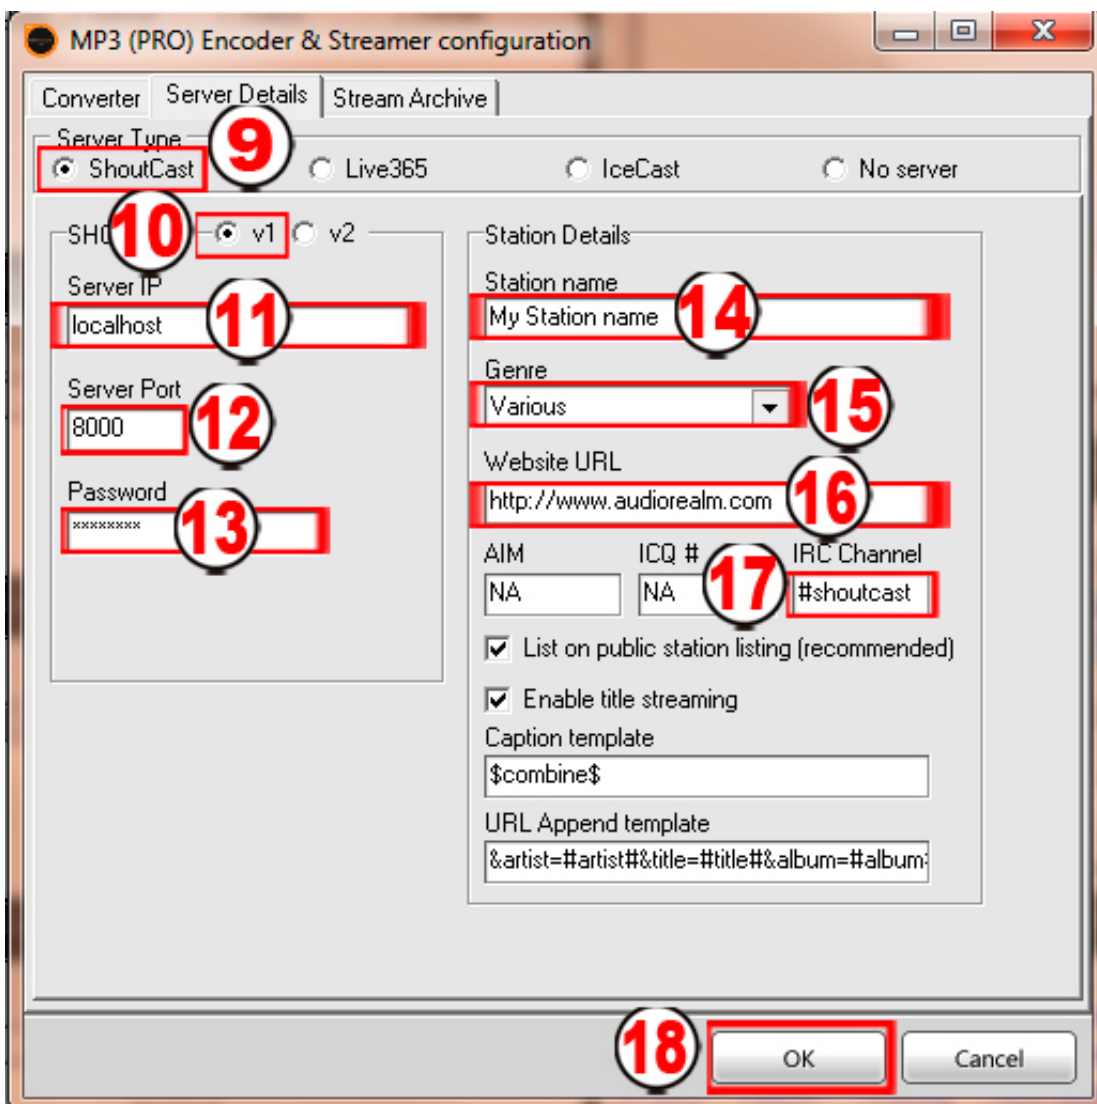 MP3 (PRO) Encoder & Streamer configuration
Converter Server Details Stream Archive
Server Type
9
ShoutCast Live365 IceCast No server
10
v1 v2
Station Details
Server IP
11
localhost
Station name
14
My Station name
Server Port
12
8000
Genre
15
Various
Password
13
xxxxxxxx
Website URL
16
http://www.audiorealm.com
AIM ICQ # IRC Channel
17
NA NA #shoutcast
List on public station listing (recommended)
Enable title streaming
Caption template
$combine$
URL Append template
&artist=#artist#&title=#title#&album=#album
18
OK Cancel